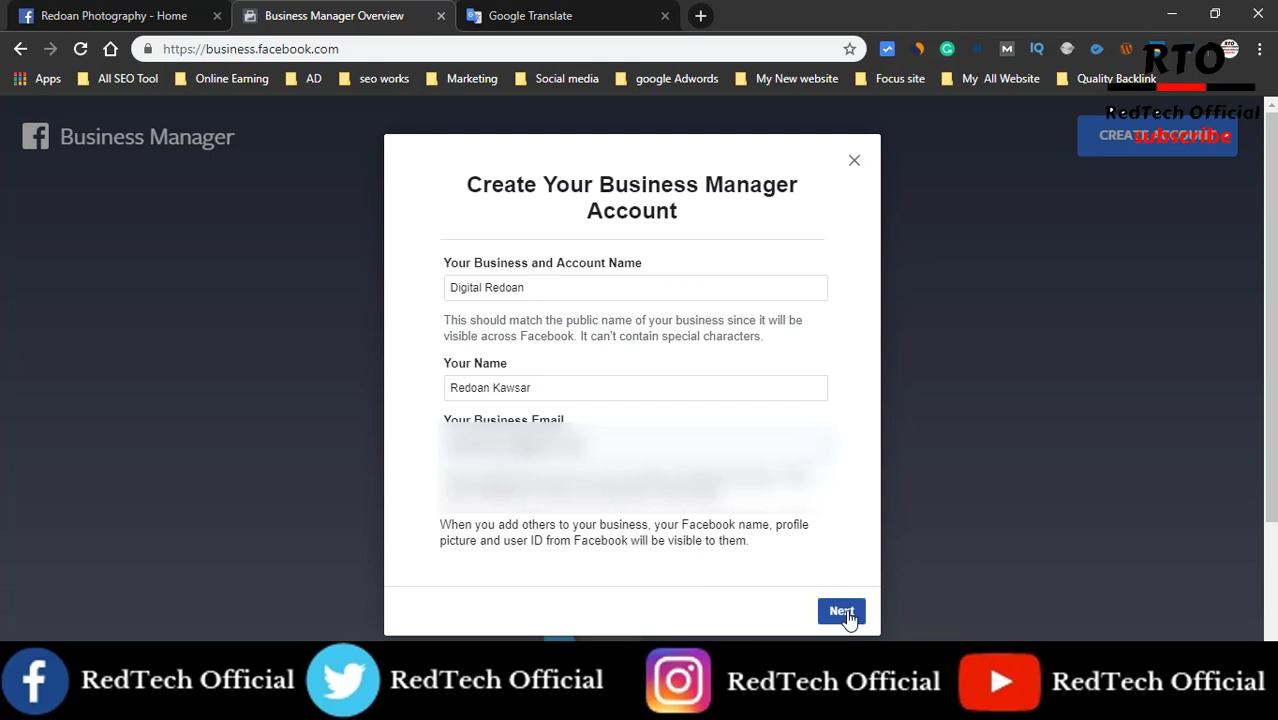 Redoan Photography - Home
Business Manager Overview
Google Translate
https://business.facebook.com
Apps
All SEO Tool
Online Earning
AD
seo works
Marketing
Social media
google Adwords
My New website
Focus site
My All Website
Quality Backlink
RTO
RedTech Official
subscribe
Business Manager
CREATE ACCOUNT
Create Your Business Manager
Account
Your Business and Account Name
Digital Redoan
This should match the public name of your business since it will be
visible across Facebook. It can't contain special characters.
Your Name
Redoan Kawsar
Your Business Email
When you add others to your business, your Facebook name, profile
picture and user ID from Facebook will be visible to them.
Next
RedTech Official
RedTech Official
RedTech Official
RedTech Official